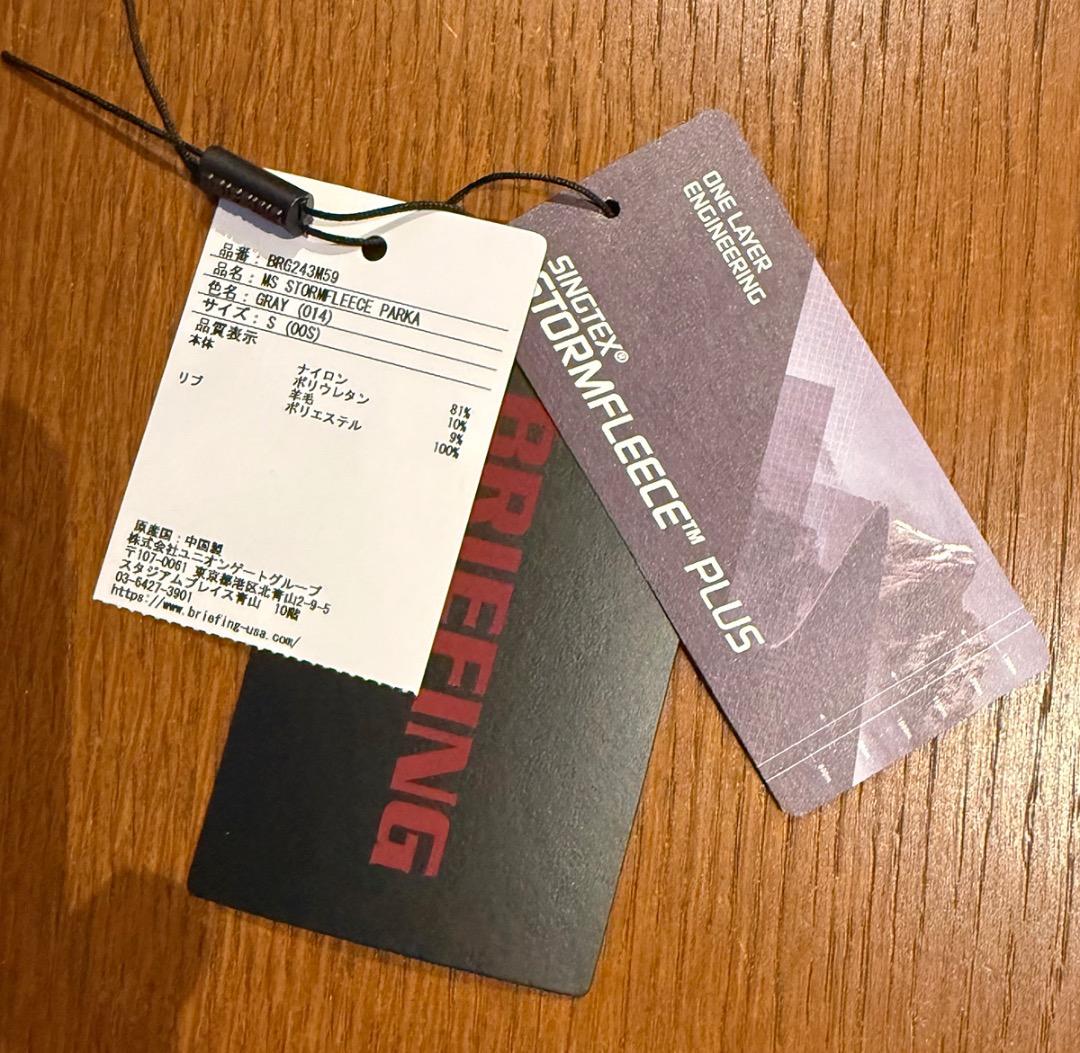 品番: BRG243M59
品名: MS STORMFLEECE PARKA
色名: GRAY (014)
サイズ: S (00S)
品質表示
本体
ナイロン 81%
ポリウレタン 10%
羊毛 9%
リブ
ポリエステル 100%
原産国:中国製
株式会社ユニオンゲートグループ
〒107-0061 東京都港区北青山2-9-5
スタジアムプレイス青山 10階
03-6427-3901
https://www.briefing-usa.com/
BRIEFING
ONE LAYER
ENGINEERING
SINGTEX®
STORMFLEECE™ PLUS